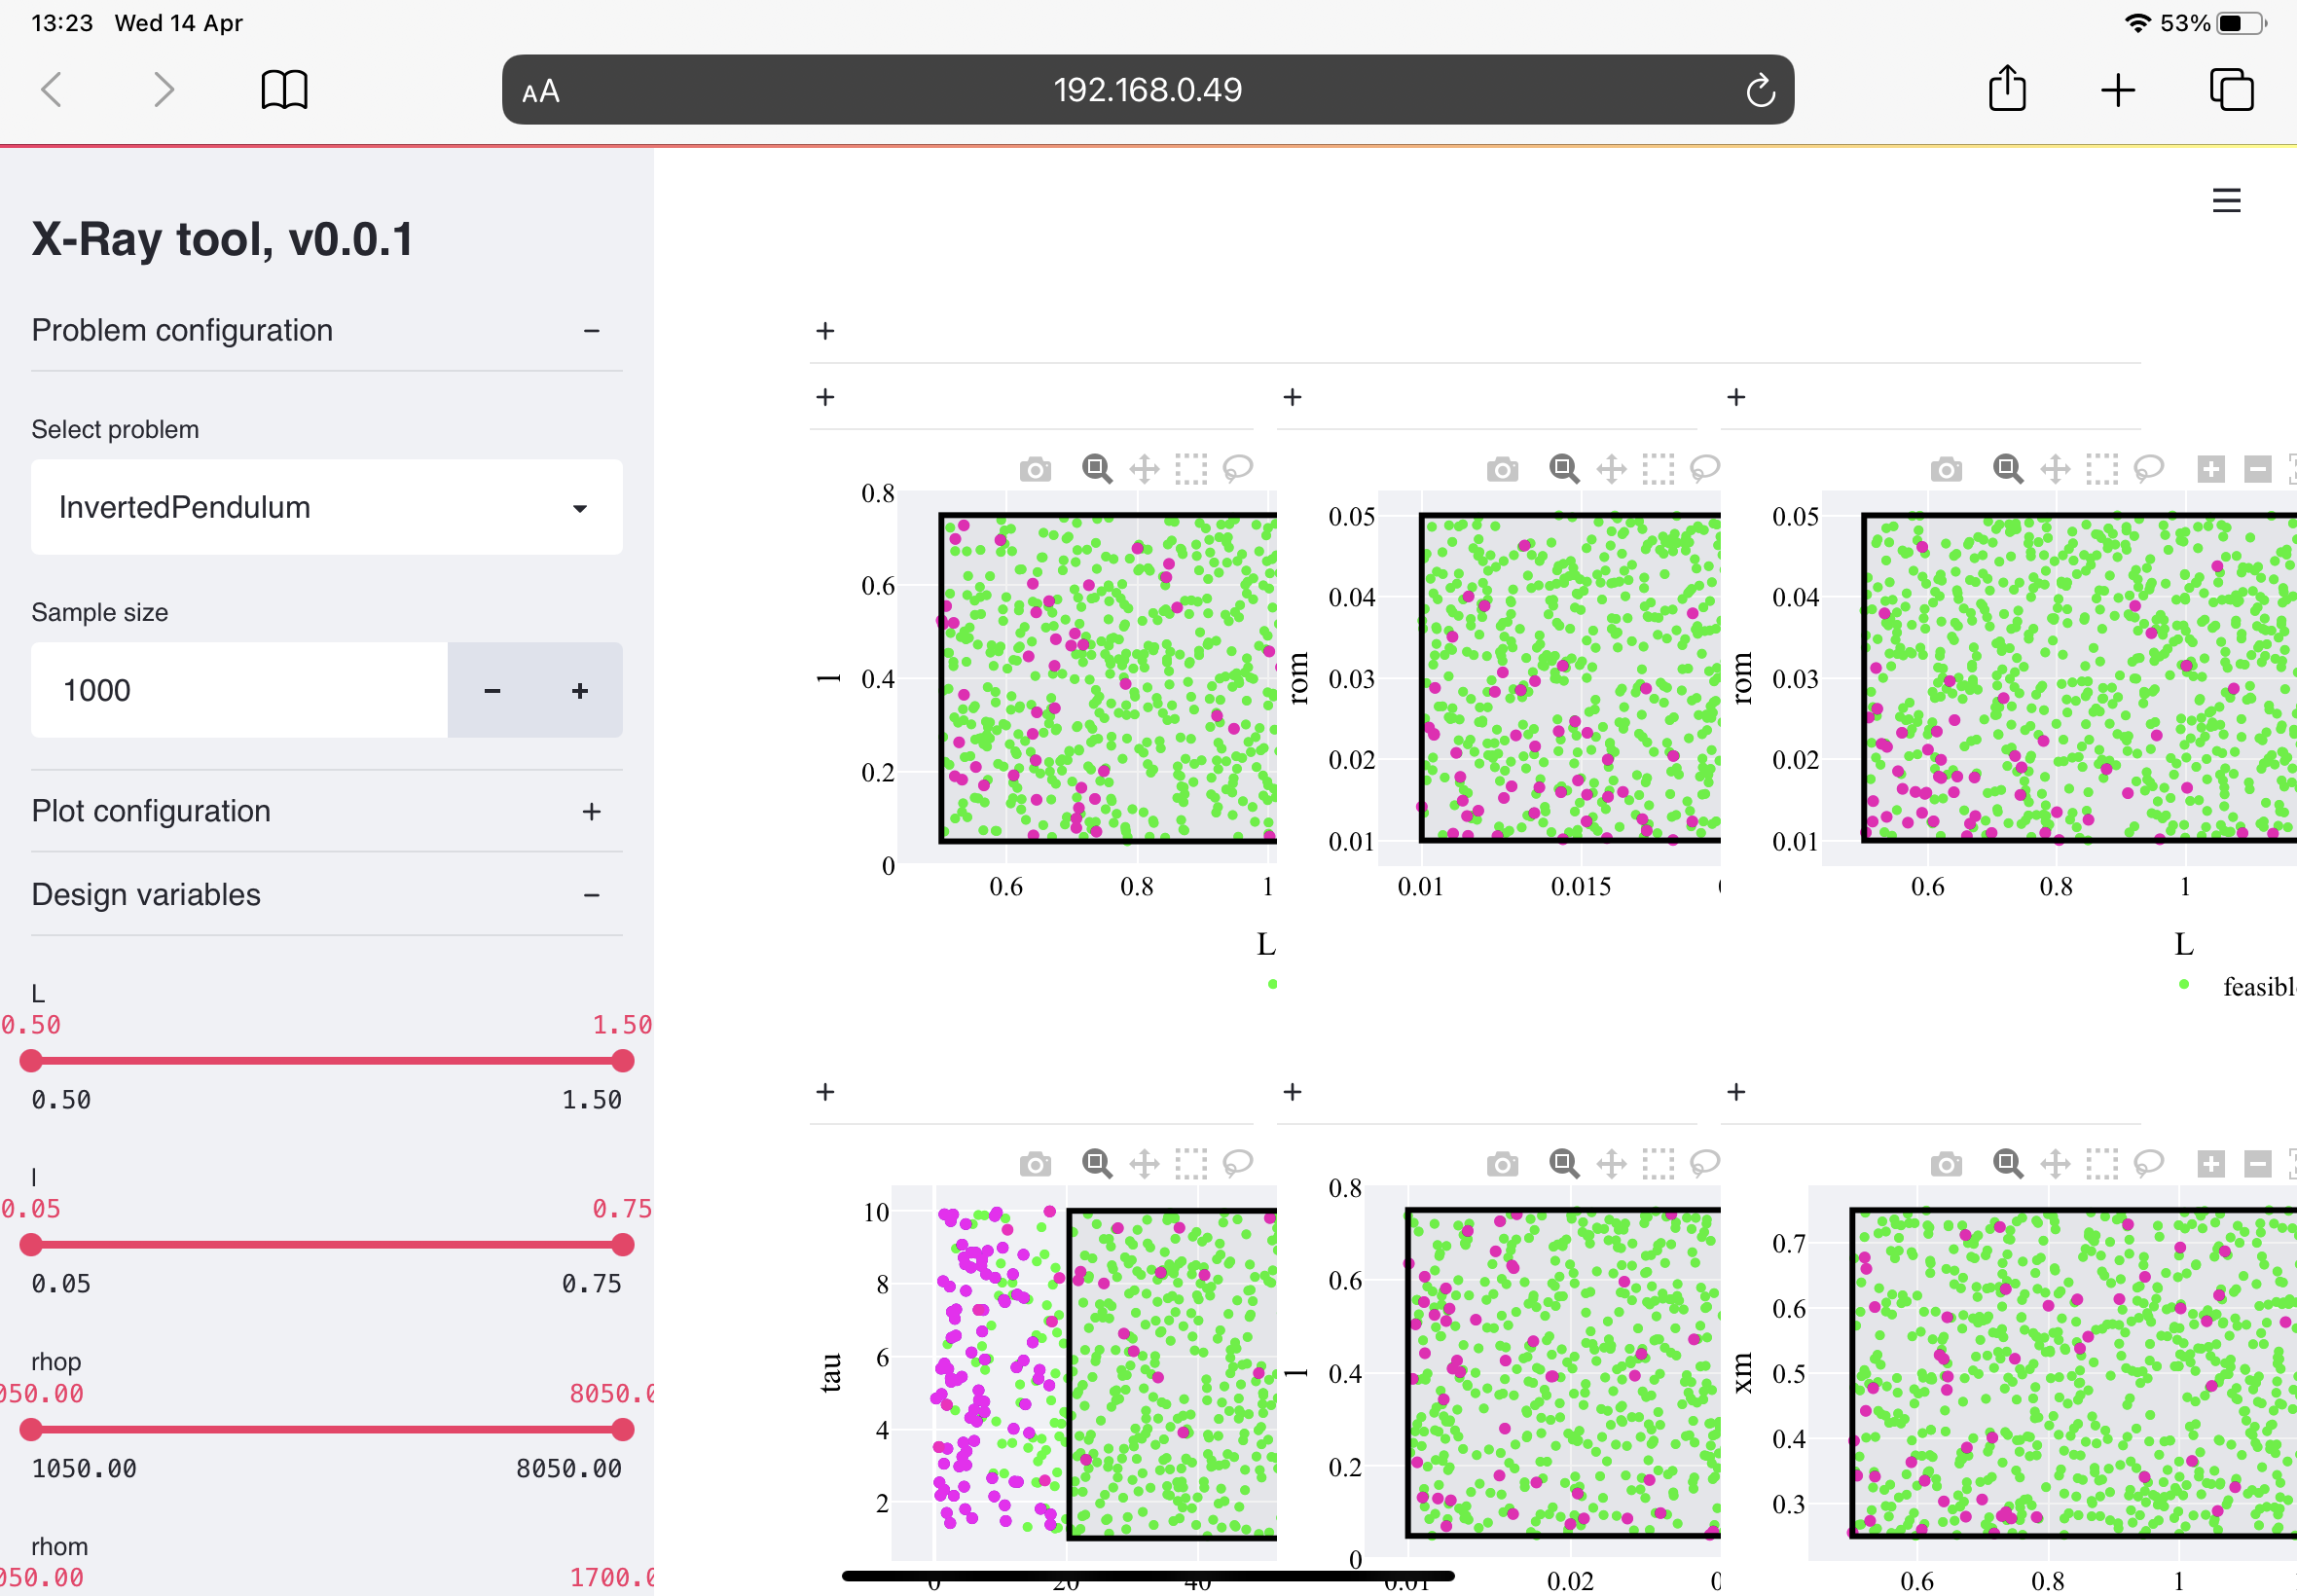 13:23 Wed 14 Apr
53%
AA 192.168.0.49
X-Ray tool, v0.0.1
Problem configuration −
Select problem
InvertedPendulum
Sample size
1000 − +
Plot configuration +
Design variables −
L
0.50 1.50
0.50 1.50
l
0.05 0.75
0.05 0.75
rhop
050.00 8050.0
1050.00 8050.00
rhom
050.00 1700.0
+
+ + +
0.8
0.6
0.4
0.2
0
l
0.6 0.8 1
L
0.05
0.04
0.03
0.02
0.01
rom
0.01 0.015
0.05
0.04
0.03
0.02
0.01
rom
0.6 0.8 1
L
feasibl
+ + +
10
8
6
4
2
tau
0 20 40
0.8
0.6
0.4
0.2
0
l
0.01 0.02 0
0.7
0.6
0.5
0.4
0.3
xm
0.6 0.8 1